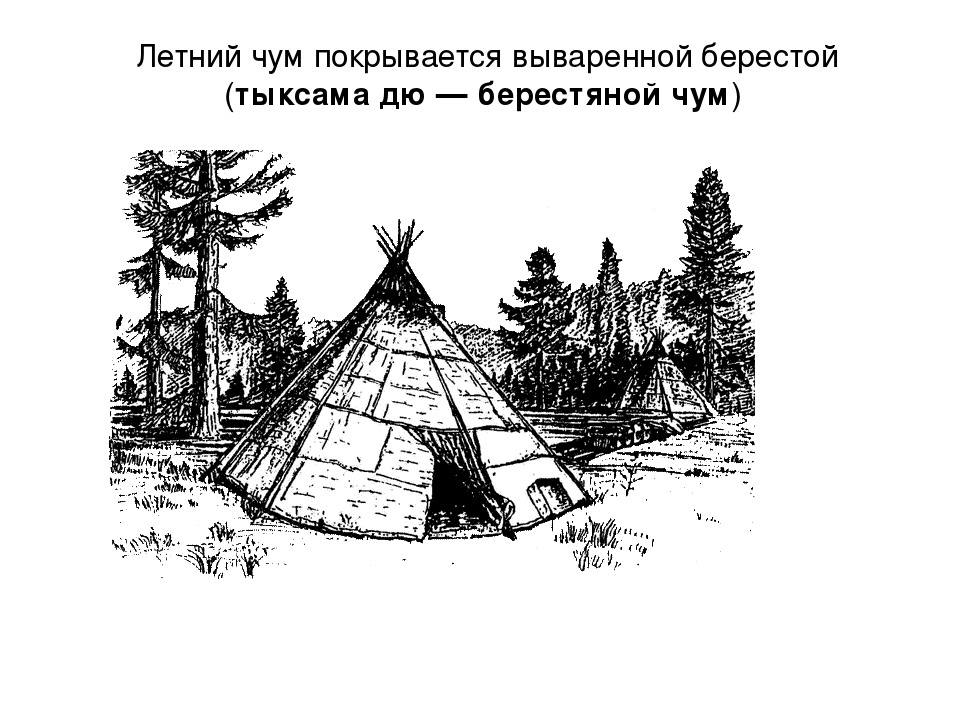 Летний чум покрывается вываренной берестой
(тыксама дю — берестяной чум)